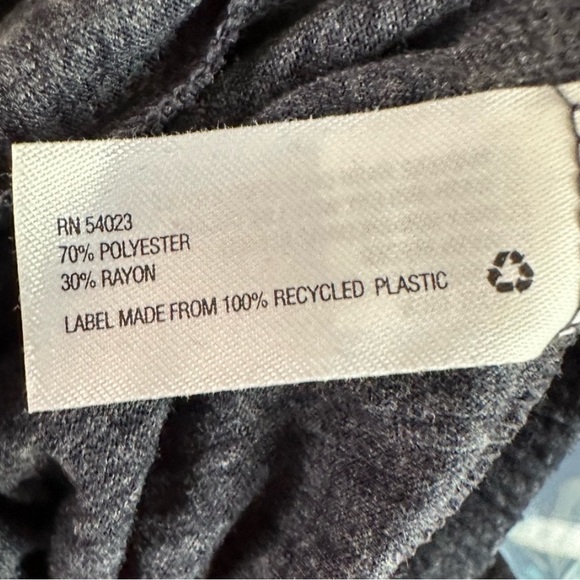 RN 54023
70% POLYESTER
30% RAYON
LABEL MADE FROM 100% RECYCLED PLASTIC